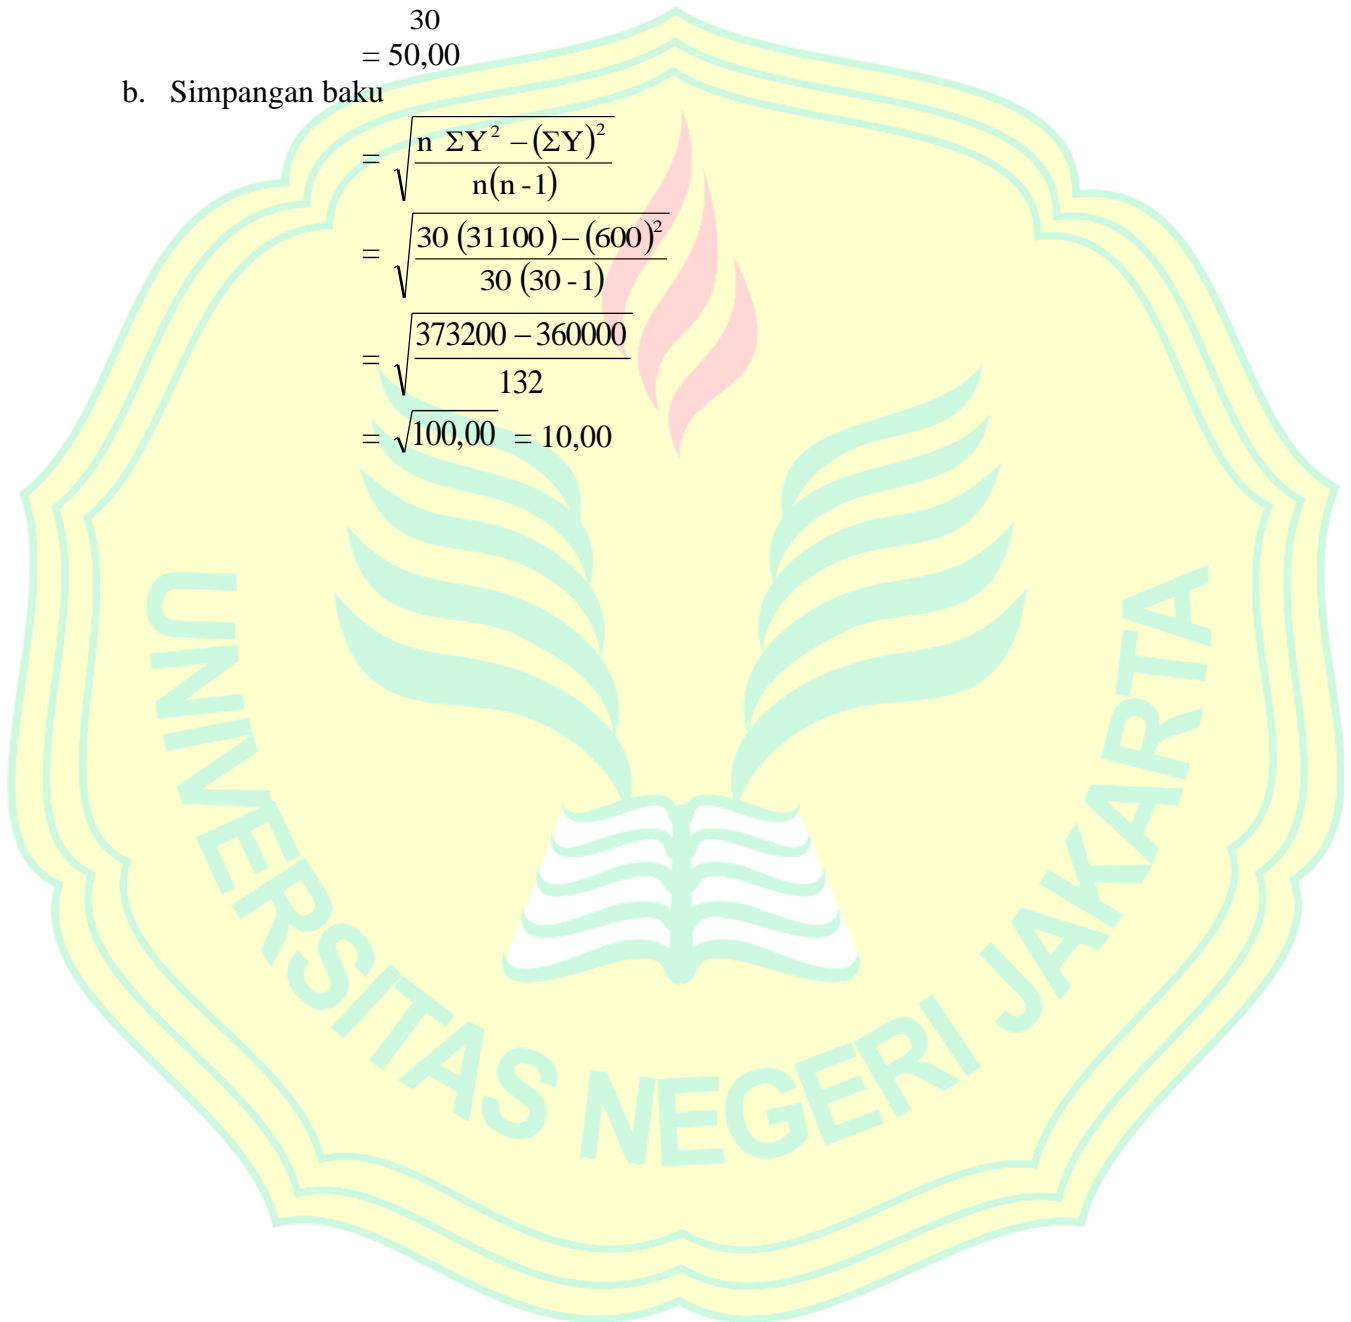 30
= 50,00
b. Simpangan baku
= √((n ΣY² – (ΣY)²) / (n(n - 1)))
= √((30 (31100) – (600)²) / (30 (30 - 1)))
= √((373200 – 360000) / 132)
= √100,00 = 10,00
UNIVERSITAS NEGERI JAKARTA